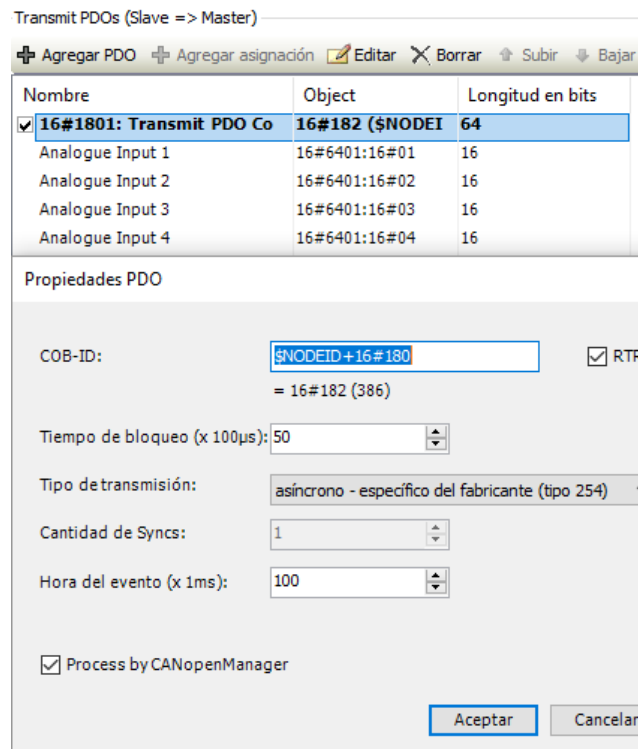 Transmit PDOs (Slave => Master)
Agregar PDO Agregar asignación Editar Borrar Subir Bajar
Nombre Object Longitud en bits
16#1801: Transmit PDO Co 16#182 ($NODEI 64
Analogue Input 1 16#6401:16#01 16
Analogue Input 2 16#6401:16#02 16
Analogue Input 3 16#6401:16#03 16
Analogue Input 4 16#6401:16#04 16
Propiedades PDO
COB-ID: $NODEID+16#180 RTR
= 16#182 (386)
Tiempo de bloqueo (x 100µs): 50
Tipo de transmisión: asíncrono - específico del fabricante (tipo 254)
Cantidad de Syncs: 1
Hora del evento (x 1ms): 100
Process by CANopenManager
Aceptar Cancelar